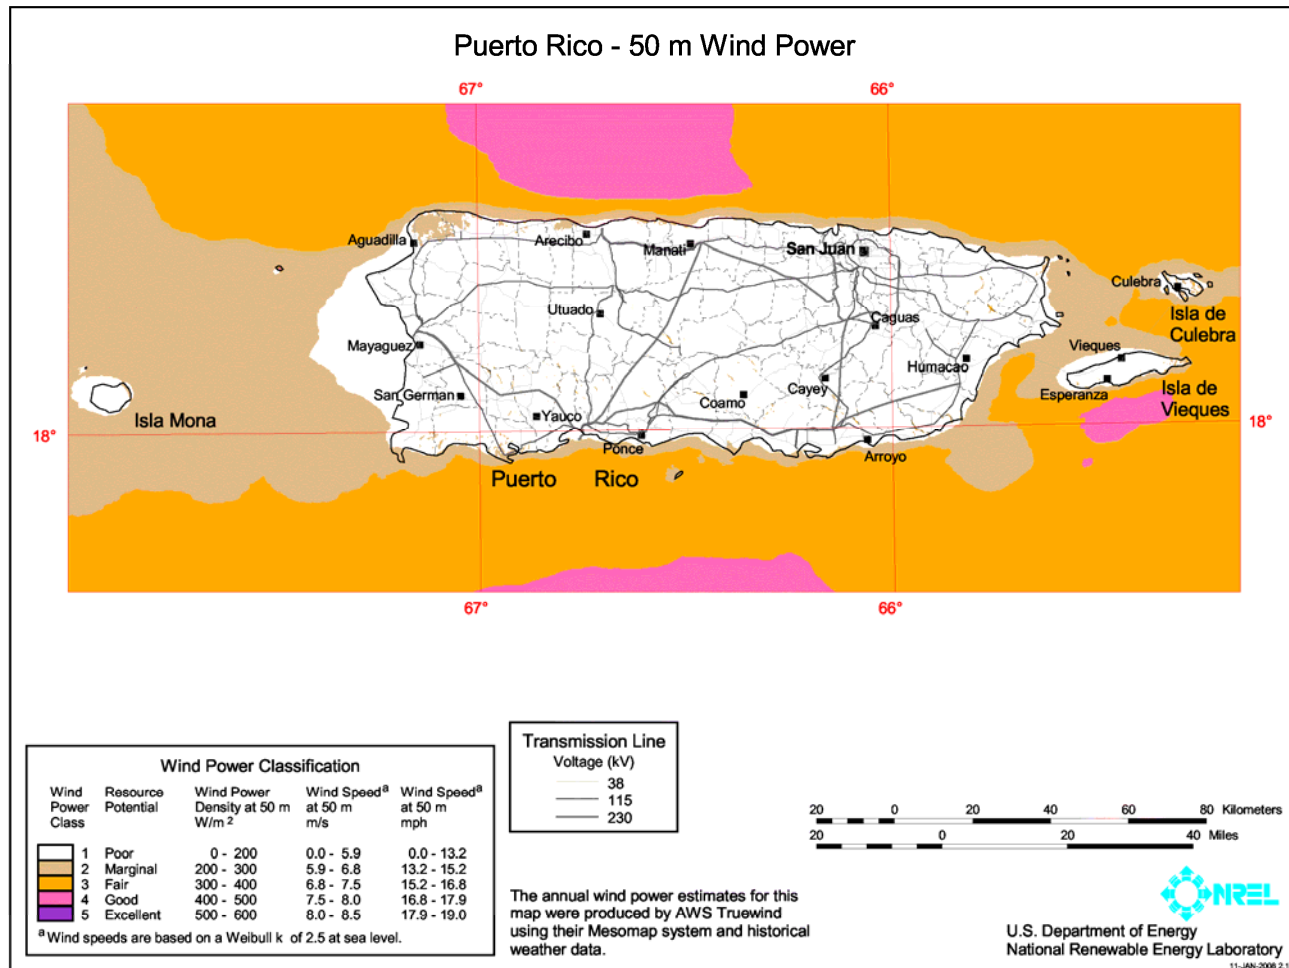 Puerto Rico - 50 m Wind Power
67° 66°
Aguadilla
Arecibo
Manati
San Juan
Culebra
Isla de
Culebra
Utuado
Caguas
Mayaguez
Vieques
Humacao
San German
Cayey
Coamo
Esperanza
Isla de
Vieques
Isla Mona
Yauco
18° 18°
Ponce
Arroyo
Puerto Rico
67° 66°
Transmission Line
Voltage (kV)
38
115
230
Wind Power Classification
Wind Power Class
Resource Potential
Wind Power Density at 50 m W/m 2
Wind Speed a at 50 m m/s
Wind Speed a at 50 m mph
1 Poor 0 - 200 0.0 - 5.9 0.0 - 13.2
2 Marginal 200 - 300 5.9 - 6.8 13.2 - 15.2
3 Fair 300 - 400 6.8 - 7.5 15.2 - 16.8
4 Good 400 - 500 7.5 - 8.0 16.8 - 17.9
5 Excellent 500 - 600 8.0 - 8.5 17.9 - 19.0
a Wind speeds are based on a Weibull k of 2.5 at sea level.
20 0 20 40 60 80 Kilometers
20 0 20 40 Miles
The annual wind power estimates for this
map were produced by AWS Truewind
using their Mesomap system and historical
weather data.
NREL
U.S. Department of Energy
National Renewable Energy Laboratory